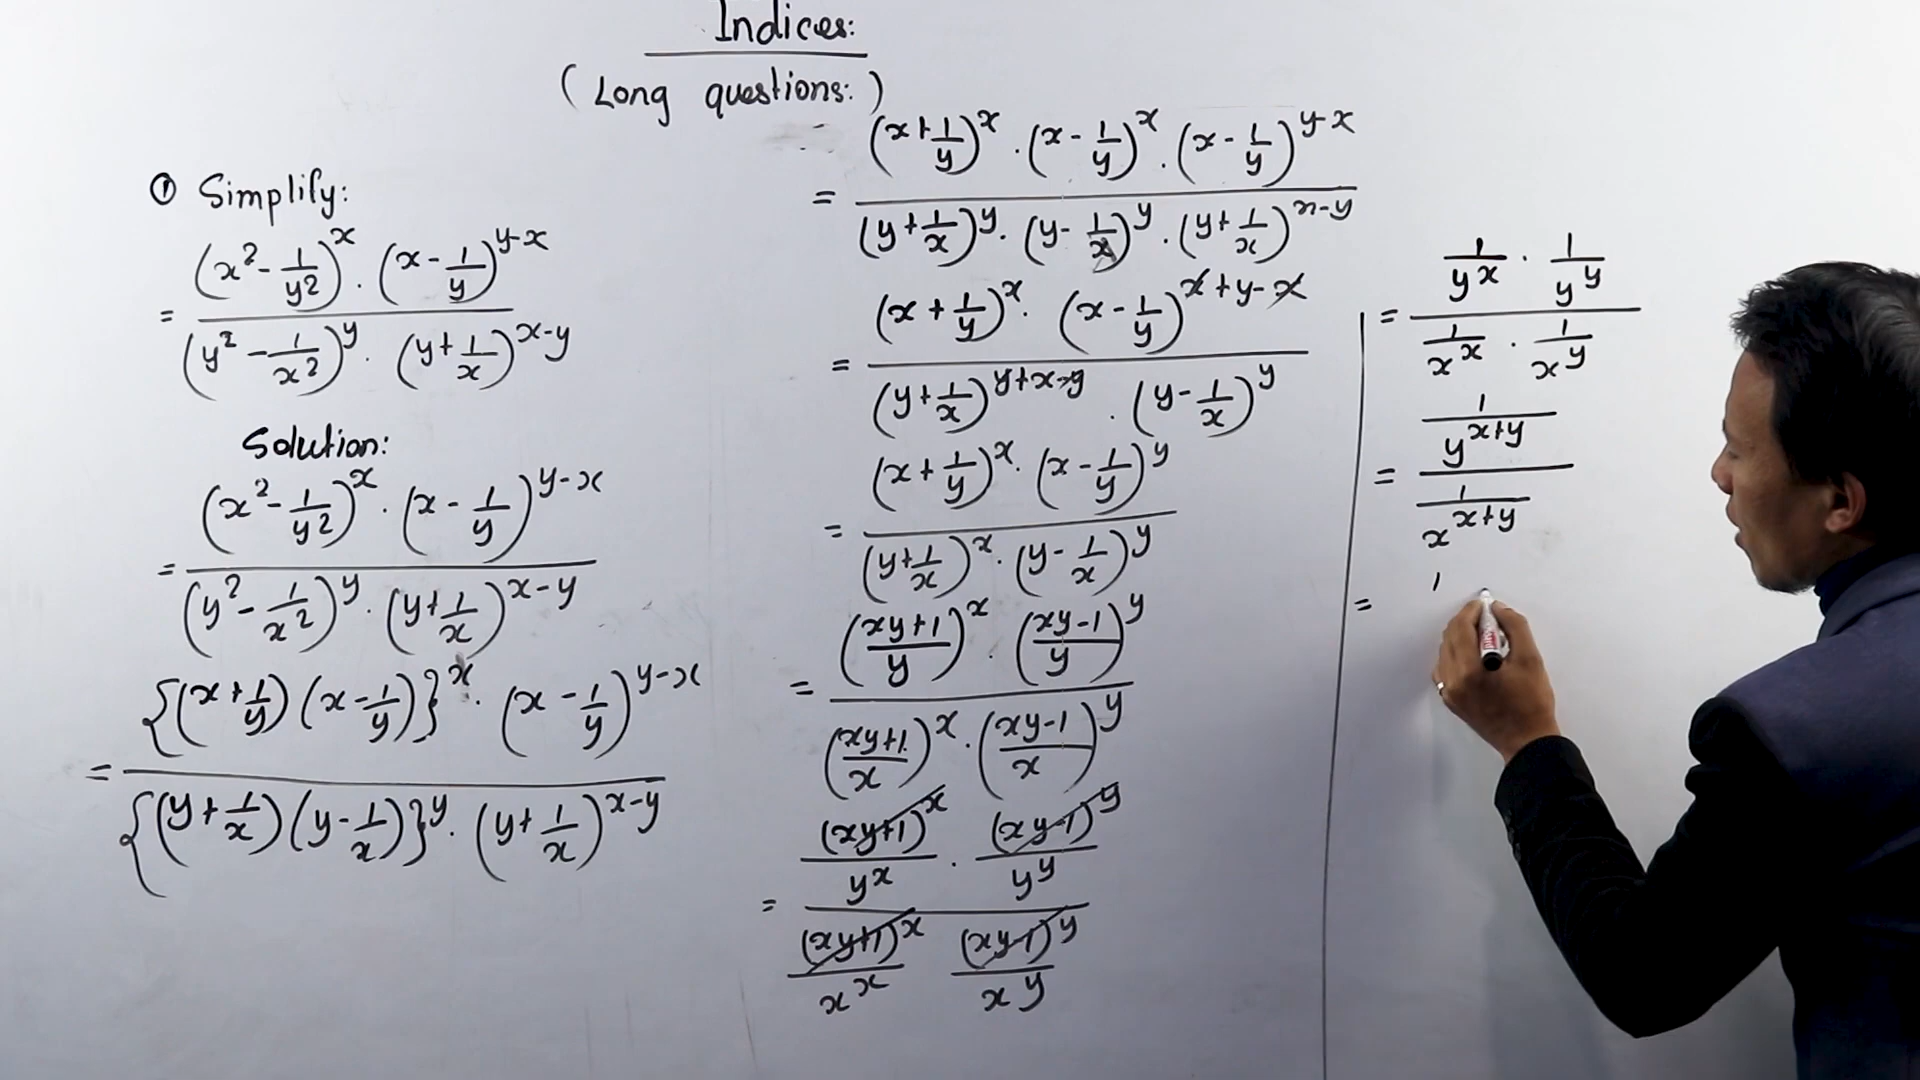 Indices:
(Long questions:)
① Simplify:
= (x² - 1/y²)^x · (x - 1/y)^(y-x)
(y² - 1/x²)^y · (y + 1/x)^(x-y)
Solution:
= (x² - 1/y²)^x · (x - 1/y)^(y-x)
(y² - 1/x²)^y · (y + 1/x)^(x-y)
= {(x + 1/y)(x - 1/y)}^x · (x - 1/y)^(y-x)
{(y + 1/x)(y - 1/x)}^y · (y + 1/x)^(x-y)
= (x + 1/y)^x · (x - 1/y)^x · (x - 1/y)^(y-x)
(y + 1/x)^y · (y - 1/x)^y · (y + 1/x)^(x-y)
= (x + 1/y)^x · (x - 1/y)^(x+y-x)
(y + 1/x)^(y+x-y) · (y - 1/x)^y
= (x + 1/y)^x · (x - 1/y)^y
(y + 1/x)^x · (y - 1/x)^y
= ((xy+1)/y)^x · ((xy-1)/y)^y
((xy+1)/x)^x · ((xy-1)/x)^y
= (xy+1)^x/y^x · (xy-1)^y/y^y
(xy+1)^x/x^x (xy-1)^y/x^y
= 1/y^x · 1/y^y
1/x^x · 1/x^y
= 1/y^(x+y)
1/x^(x+y)
= 1